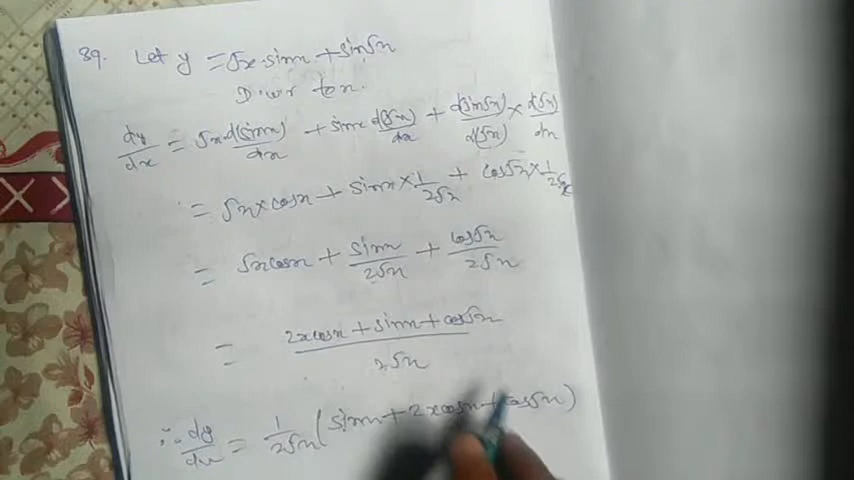 39. Let y = √x·sinx + sin√x
D. w.r to x.
dy/dx = √x d(sinx)/dx + sinx d(√x)/dx + d(sin√x)/d(√x) × d(√x)/dx
= √x × cosx + sinx × 1/2√x + cos√x × 1/2√x
= √x cosx + sinx/2√x + cos√x/2√x
= 2x cosx + sinx + cos√x / 2√x
∴ dy/dx = 1/2√x (sinx + 2x cosx + cos√x)